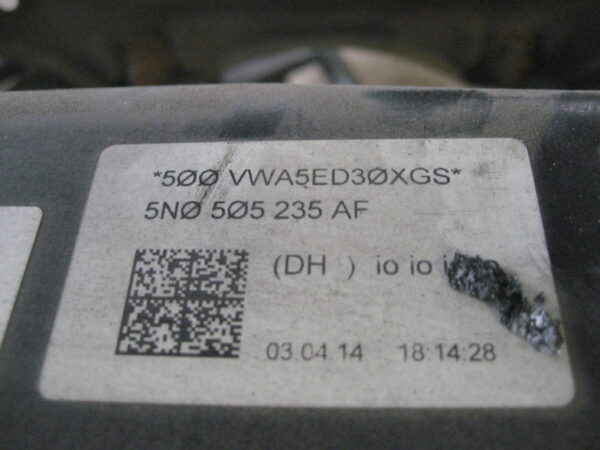 *5ØØ VWA5ED3ØXGS*
5NØ 5Ø5 235 AF
(DH ) io io
03.04.14 18:14:28